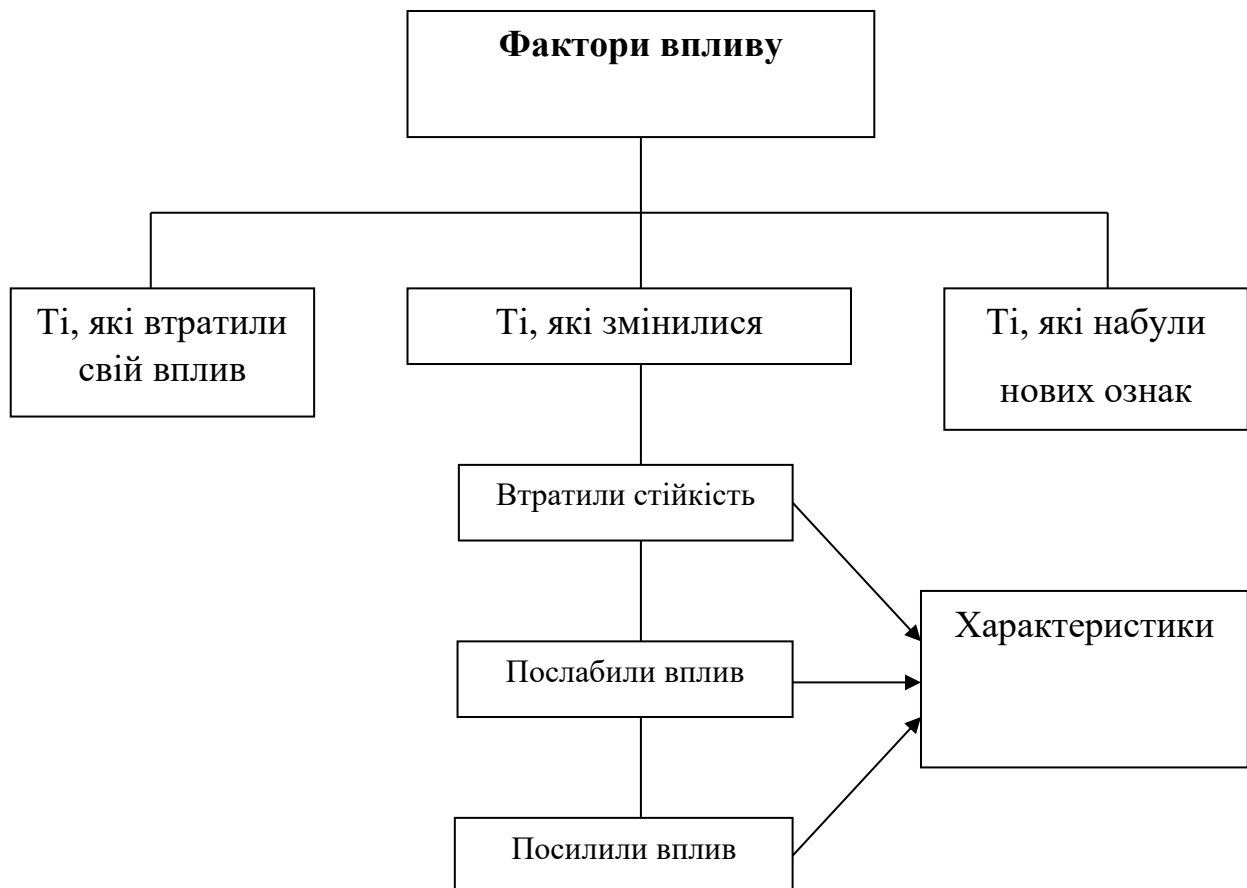 Фактори впливу
Ті, які втратили
свій вплив
Ті, які змінилися
Ті, які набули
нових ознак
Втратили стійкість
Характеристики
Послабили вплив
Посилили вплив